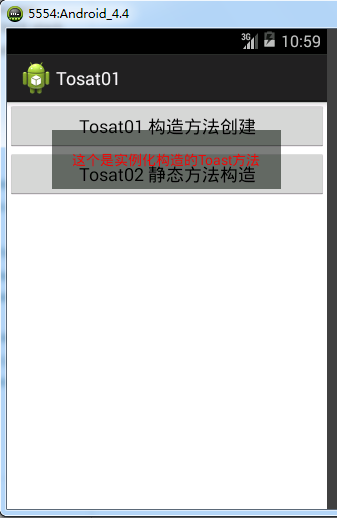 5554:Android_4.4
3G 10:59
Tosat01
Tosat01 构造方法创建
这个是实例化构造的Toast方法
Tosat02 静态方法构造